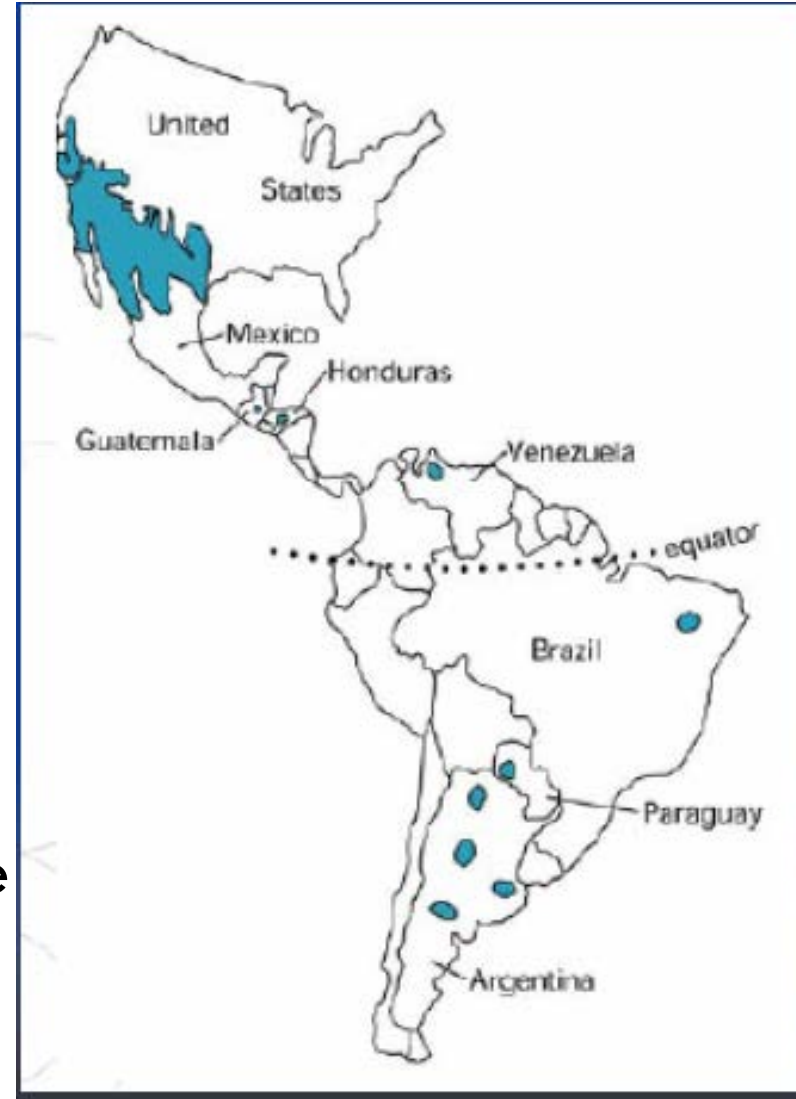 United
States
Mexico
Honduras
Guatemala
Venezuela
equator
Brazil
Paraguay
e
Argentina